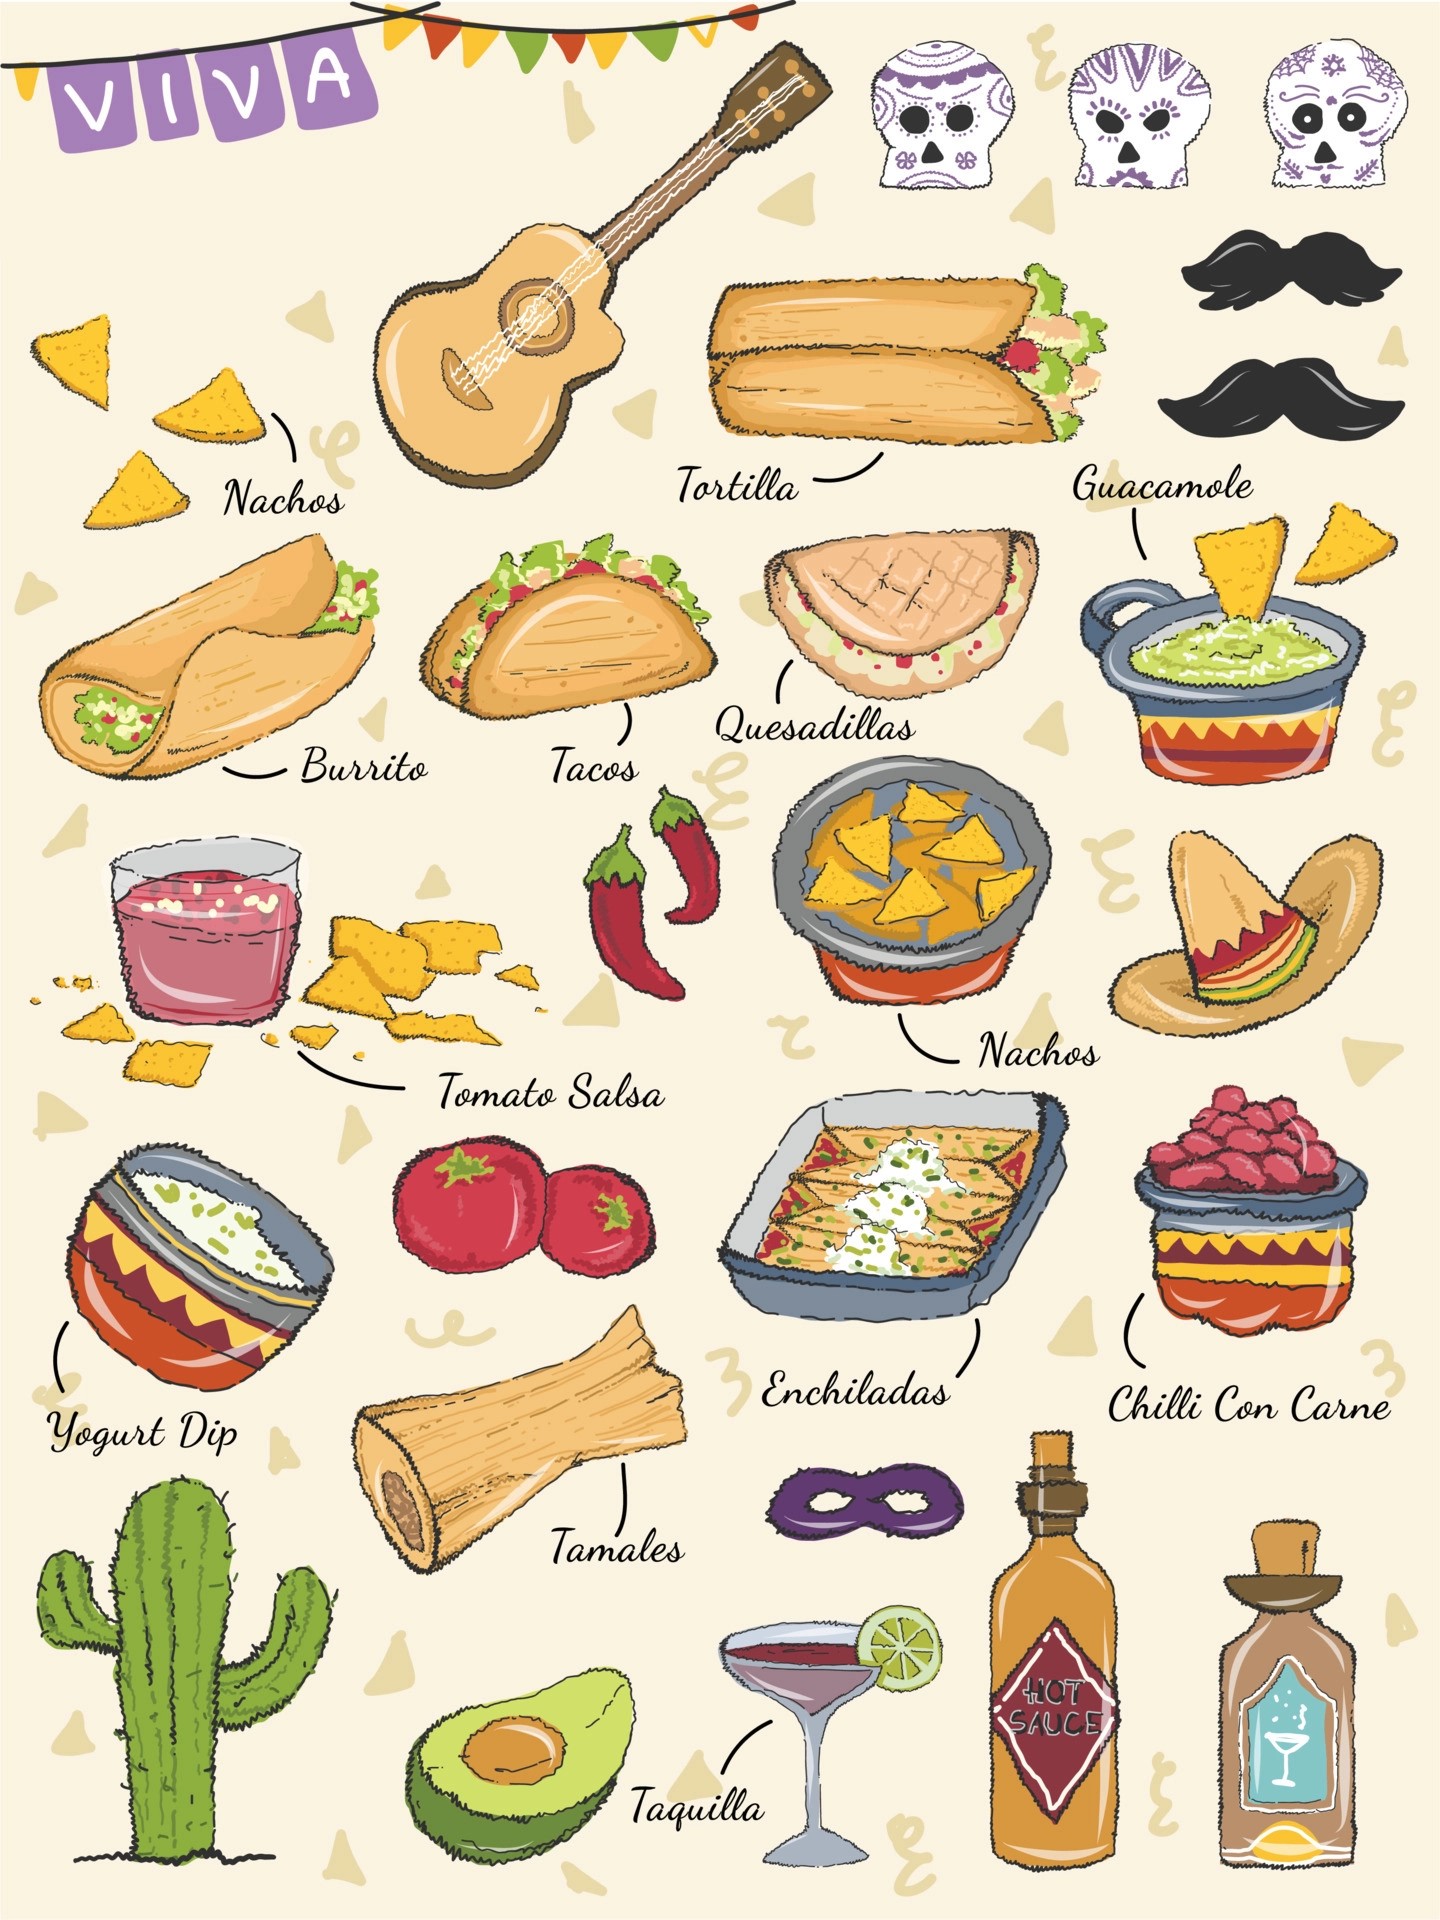 VIVA
Nachos
Tortilla
Guacamole
Burrito
Tacos
Quesadillas
Nachos
Tomato Salsa
Yogurt Dip
Enchiladas
Chilli Con Carne
Tamales
Taquilla
HOT
SAUCE